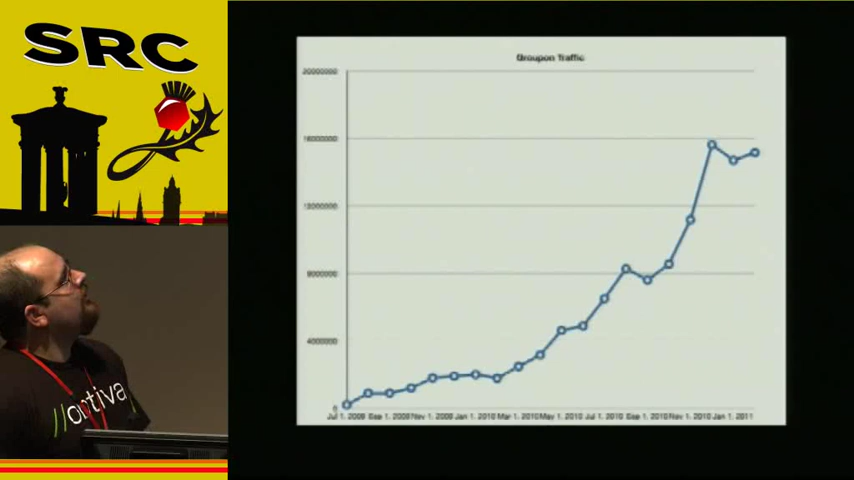 SRC
Groupon Traffic
20000000
16000000
12000000
8000000
4000000
0
Jul 1, 2009 Sep 1, 2009 Nov 1, 2009 Jan 1, 2010 Mar 1, 2010 May 1, 2010 Jul 1, 2010 Sep 1, 2010 Nov 1, 2010 Jan 1, 2011
//optiva